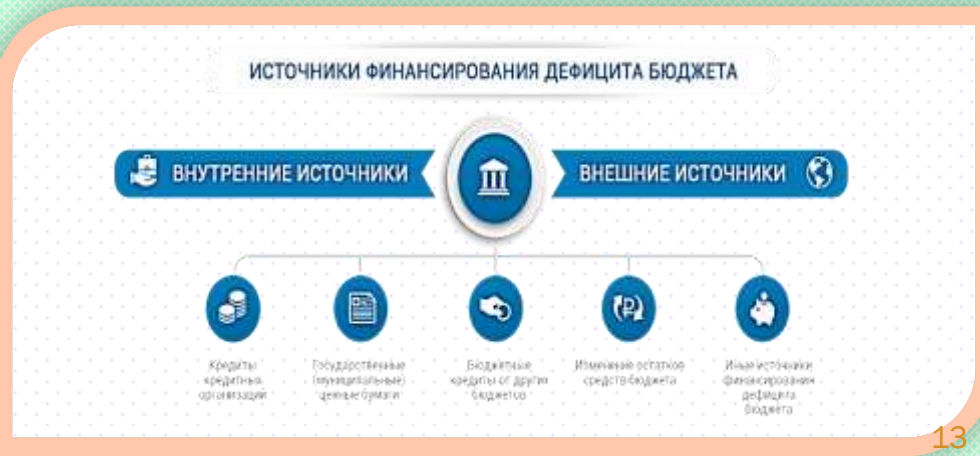 ИСТОЧНИКИ ФИНАНСИРОВАНИЯ ДЕФИЦИТА БЮДЖЕТА
ВНУТРЕННИЕ ИСТОЧНИКИ
ВНЕШНИЕ ИСТОЧНИКИ
Кредиты
кредитных
организаций
Государственные
(муниципальные)
ценные бумаги
Бюджетные
кредиты от других
бюджетов
Изменение остатков
средств бюджета
Иные источники
финансирования
дефицита
бюджета
13